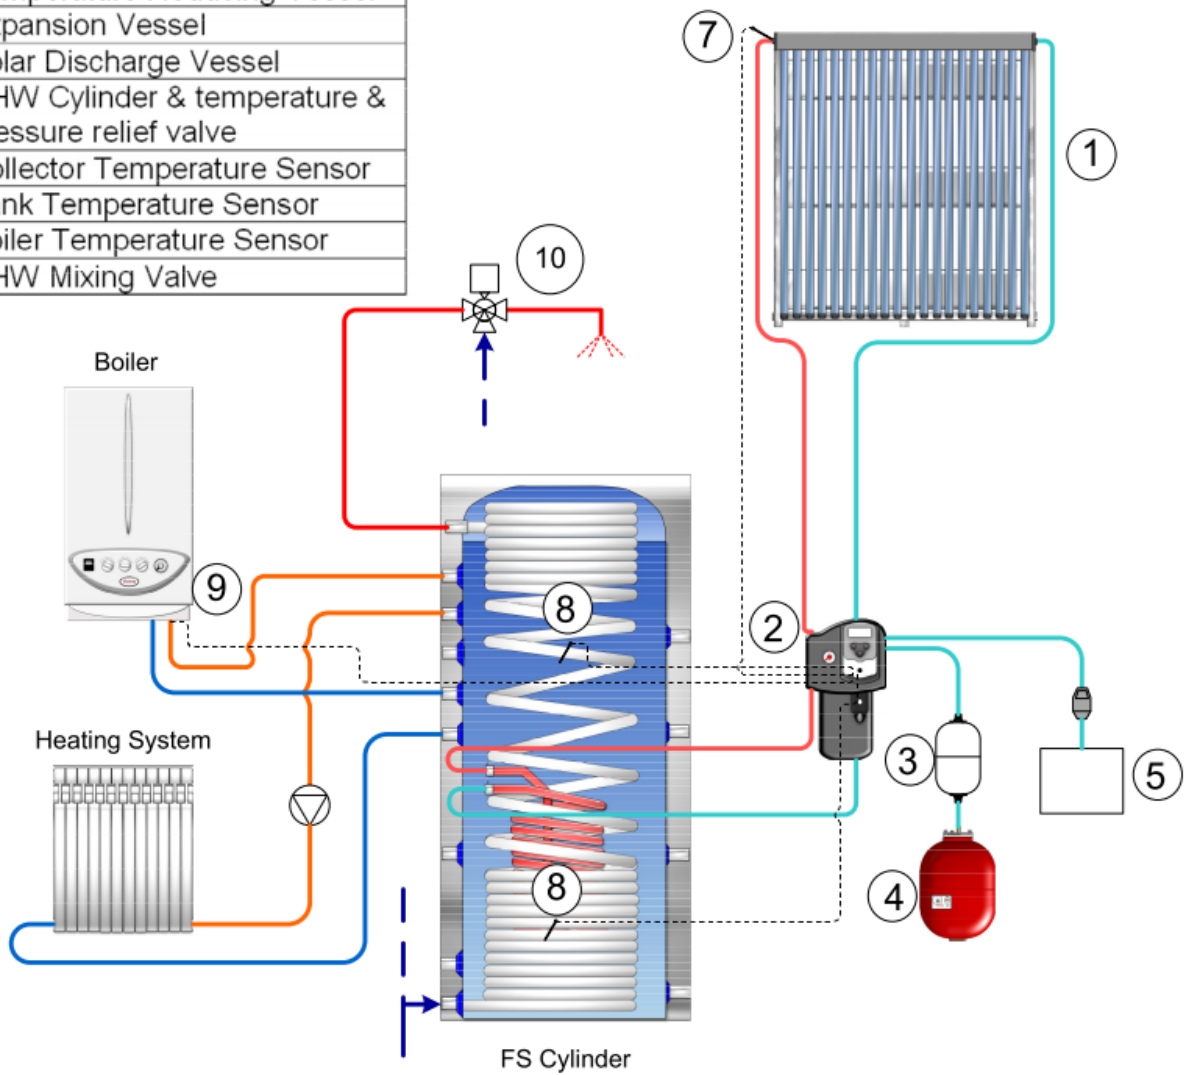 xpansion Vessel
olar Discharge Vessel
HW Cylinder & temperature &
essure relief valve
ollector Temperature Sensor
nk Temperature Sensor
oiler Temperature Sensor
HW Mixing Valve
7
1
10
Boiler
9
8
2
Heating System
3
5
8
4
FS Cylinder